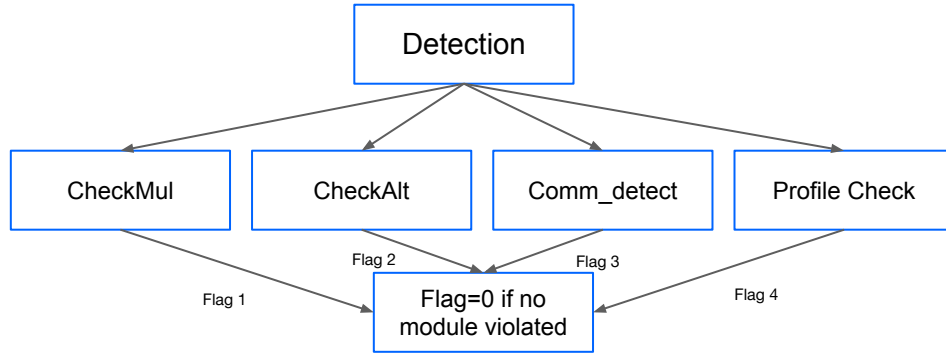 Detection
CheckMul
CheckAlt
Comm_detect
Profile Check
Flag 2
Flag 3
Flag 1
Flag 4
Flag=0 if no
module violated